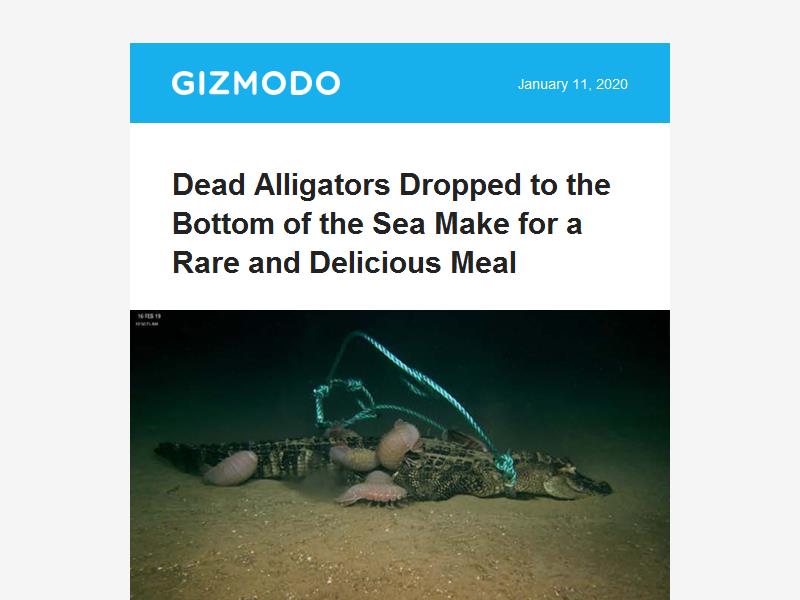 GIZMODO
January 11, 2020
Dead Alligators Dropped to the
Bottom of the Sea Make for a
Rare and Delicious Meal
16 FEB 19